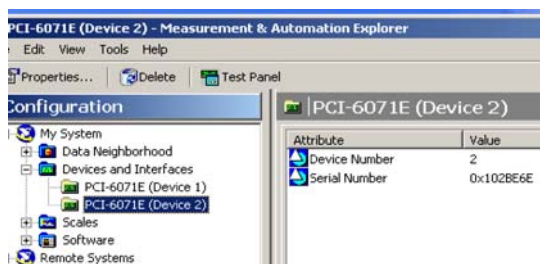 PCI-6071E (Device 2) - Measurement & Automation Explorer
Edit View Tools Help
Properties... Delete Test Panel
Configuration
PCI-6071E (Device 2)
My System
Data Neighborhood
Devices and Interfaces
PCI-6071E (Device 1)
PCI-6071E (Device 2)
Scales
Software
Remote Systems
Attribute Value
Device Number 2
Serial Number 0x102BE6E